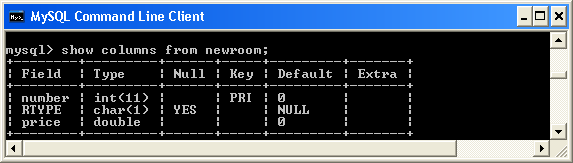 MySQL Command Line Client
mysql> show columns from newroom;
+--------+---------+------+-----+---------+-------+
| Field  | Type    | Null | Key | Default | Extra |
+--------+---------+------+-----+---------+-------+
| number | int(11) |      | PRI | 0       |       |
| RTYPE  | char(1) | YES  |     | NULL    |       |
| price  | double  |      |     | 0       |       |
+--------+---------+------+-----+---------+-------+